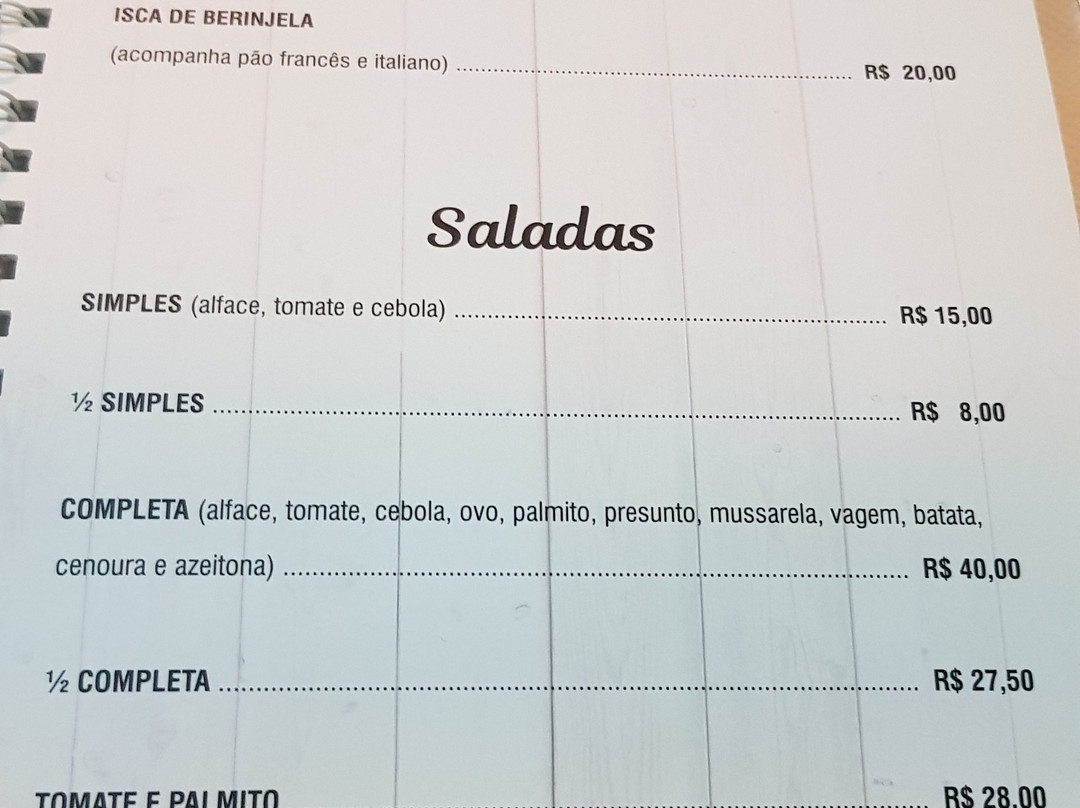 ISCA DE BERINJELA
(acompanha pão francês e italiano) ........................................................... R$ 20,00
Saladas
SIMPLES (alface, tomate e cebola) ................................................................. R$ 15,00
½ SIMPLES ........................................................................................................ R$ 8,00
COMPLETA (alface, tomate, cebola, ovo, palmito, presunto, mussarela, vagem, batata,
cenoura e azeitona) ............................................................................................. R$ 40,00
½ COMPLETA ..................................................................................................... R$ 27,50
TOMATE E PALMITO ........................................................................................... R$ 28,00